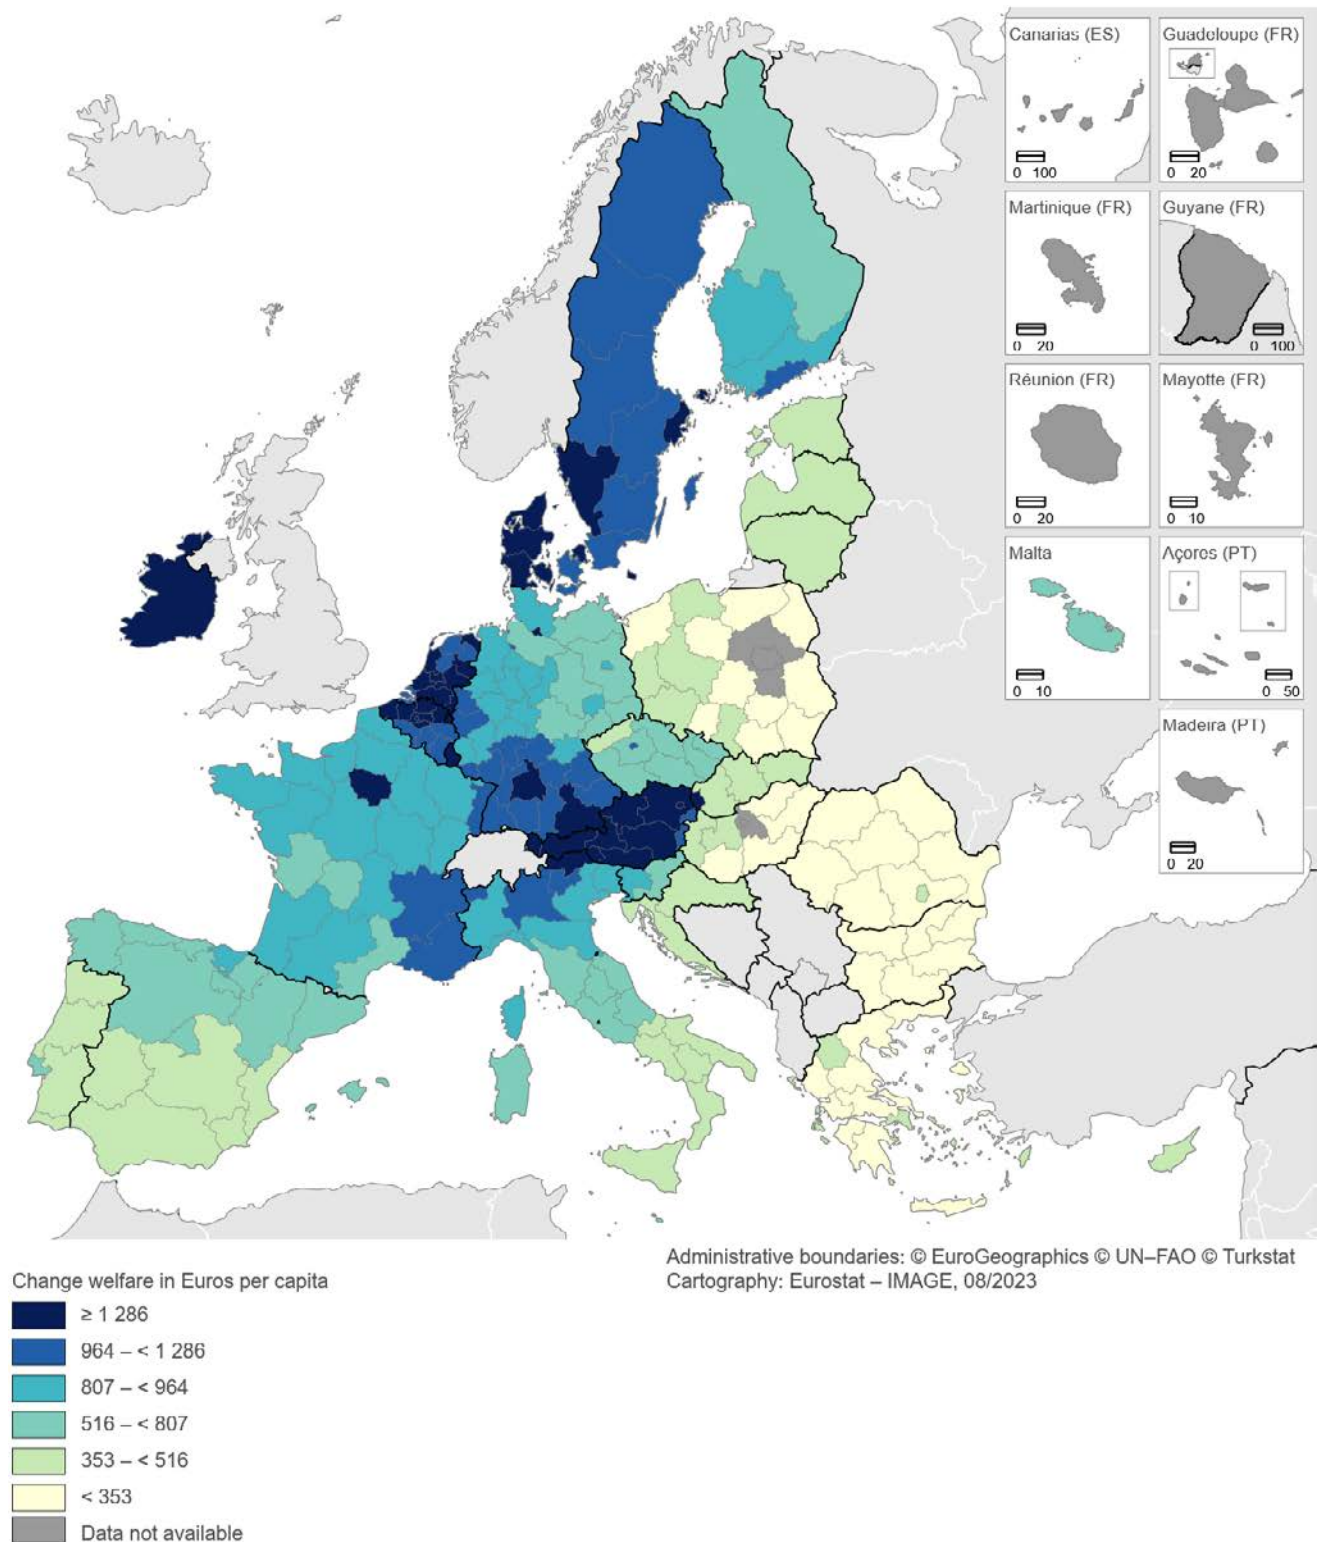 Canarias (ES)
0 100
Guadeloupe (FR)
0 20
Martinique (FR)
0 20
Guyane (FR)
0 100
Réunion (FR)
0 20
Mayotte (FR)
0 10
Malta
0 10
Açores (PT)
0 50
Madeira (PT)
0 20
Administrative boundaries: © EuroGeographics © UN–FAO © Turkstat
Cartography: Eurostat – IMAGE, 08/2023
Change welfare in Euros per capita
≥ 1 286
964 – < 1 286
807 – < 964
516 – < 807
353 – < 516
< 353
Data not available